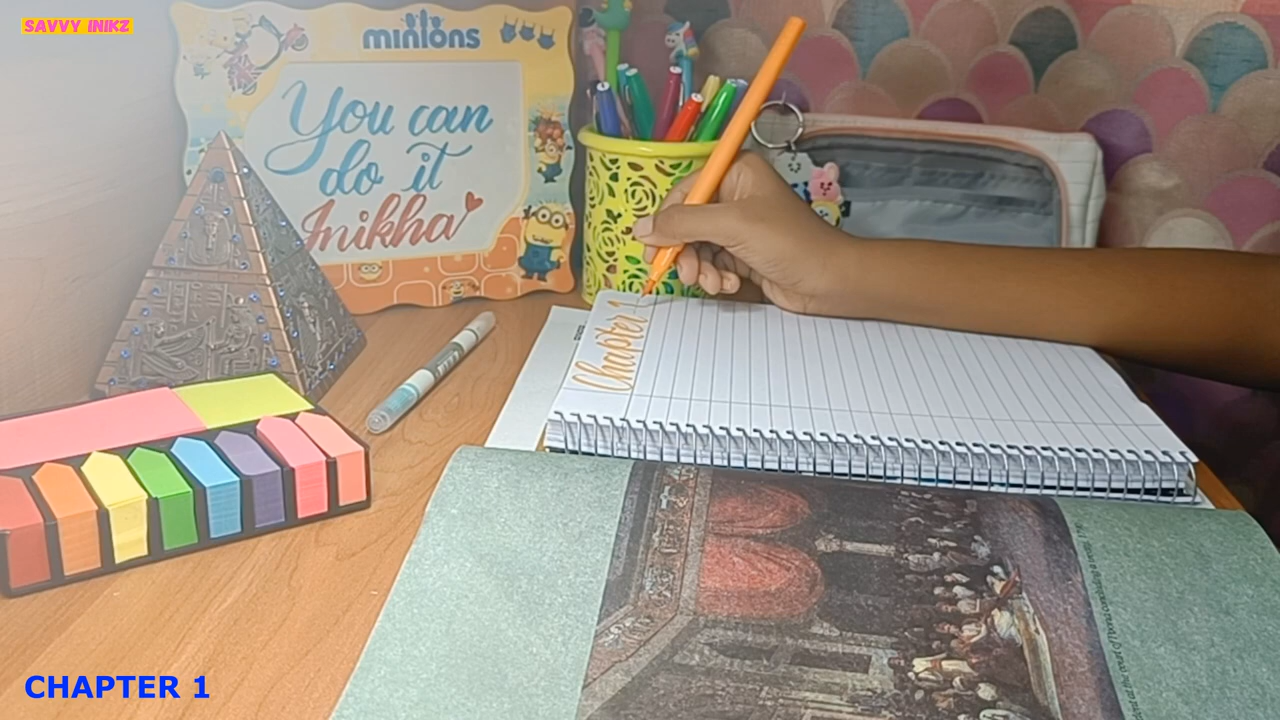 SAVVY INIKZ
minions
You can
do it
Inikha
Chapter-1
CHAPTER 1